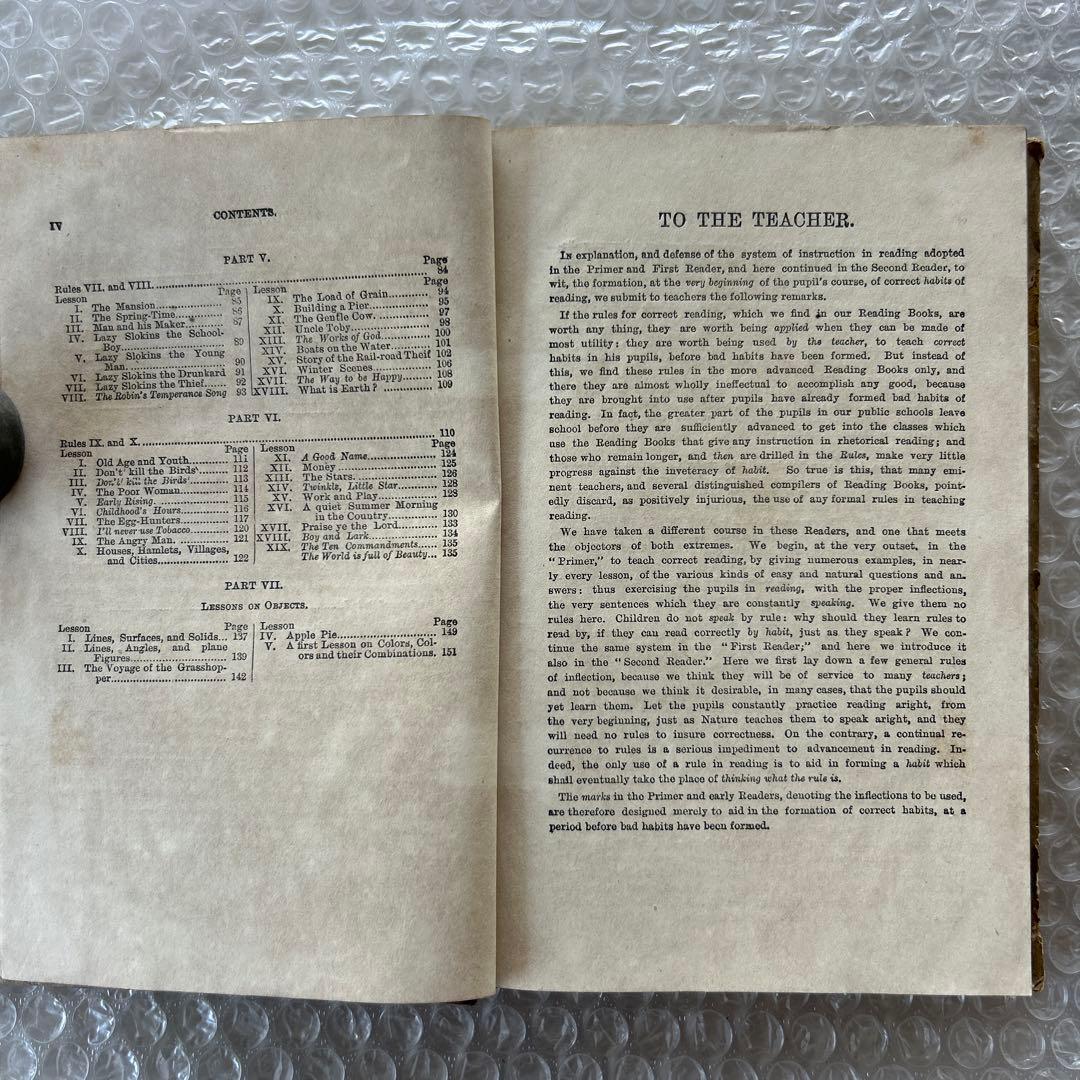 IV
CONTENTS.
PART V.
Page
Rules VII. and VIII. 84
Lesson Page
I. The Mansion 85
II. The Spring-Time 86
III. Man and his Maker 87
IV. Lazy Slokins the School-
Boy 89
V. Lazy Slokins the Young
Man. 90
VI. Lazy Slokins the Drunkard 91
VII. Lazy Slokins the Thief 92
VIII. The Robin's Temperance Song 93
Lesson Page
IX. The Load of Grain 94
X. Building a Pier 95
XI. The Gentle Cow. 97
XII. Uncle Toby 98
XIII. The Works of God 100
XIV. Boats on the Water 101
XV. Story of the Rail-road Theif 102
XVI. Winter Scenes 106
XVII. The Way to be Happy 108
XVIII. What is Earth? 109
PART VI.
Rules IX. and X. 110
Lesson Page
I. Old Age and Youth 111
II. Don't kill the Birds 112
III. Don't kill the Birds 113
IV. The Poor Woman 114
V. Early Rising 115
VI. Childhood's Hours 116
VII. The Egg-Hunters 117
VIII. I'll never use Tobacco 120
IX. The Angry Man. 121
X. Houses, Hamlets, Villages,
and Cities 122
Lesson Page
XI. A Good Name 124
XII. Money 125
XIII. The Stars 126
XIV. Twinkle, Little Star 128
XV. Work and Play 128
XVI. A quiet Summer Morning
in the Country. 130
XVII. Praise ye the Lord 133
XVIII. Boy and Lark 134
XIX. The Ten Commandments 135
The World is full of Beauty 135
PART VII.
LESSONS ON OBJECTS.
Lesson Page
I. Lines, Surfaces, and Solids 137
II. Lines, Angles, and plane
Figures 139
III. The Voyage of the Grasshop-
per 142
Lesson Page
IV. Apple Pie 149
V. A first Lesson on Colors, Col-
ors and their Combinations. 151
TO THE TEACHER.
IN explanation, and defense of the system of instruction in reading adopted
in the Primer and First Reader, and here continued in the Second Reader, to
wit, the formation, at the very beginning of the pupil's course, of correct habits of
reading, we submit to teachers the following remarks.
If the rules for correct reading, which we find in our Reading Books, are
worth any thing, they are worth being applied when they can be made of
most utility: they are worth being used by the teacher, to teach correct
habits in his pupils, before bad habits have been formed. But instead of
this, we find these rules in the more advanced Reading Books only, and
there they are almost wholly ineffectual to accomplish any good, because
they are brought into use after pupils have already formed bad habits of
reading. In fact, the greater part of the pupils in our public schools leave
school before they are sufficiently advanced to get into the classes which
use the Reading Books that give any instruction in rhetorical reading; and
those who remain longer, and then are drilled in the Rules, make very little
progress against the inveteracy of habit. So true is this, that many emi-
nent teachers, and several distinguished compilers of Reading Books, point-
edly discard, as positively injurious, the use of any formal rules in teaching
reading.
We have taken a different course in these Readers, and one that meets
the objectors of both extremes. We begin, at the very outset, in the
"Primer," to teach correct reading, by giving numerous examples, in near-
ly every lesson, of the various kinds of easy and natural questions and an-
swers: thus exercising the pupils in reading, with the proper inflections,
the very sentences which they are constantly speaking. We give them no
rules here. Children do not speak by rule: why should they learn rules to
read by, if they can read correctly by habit, just as they speak? We con-
tinue the same system in the "First Reader;" and here we introduce it
also in the "Second Reader." Here we first lay down a few general rules
of inflection, because we think they will be of service to many teachers;
and not because we think it desirable, in many cases, that the pupils should
yet learn them. Let the pupils constantly practice reading aright, from
the very beginning, just as Nature teaches them to speak aright, and they
will need no rules to insure correctness. On the contrary, a continual re-
currence to rules is a serious impediment to advancement in reading. In-
deed, the only use of a rule in reading is to aid in forming a habit which
shall eventually take the place of thinking what the rule is.
The marks in the Primer and early Readers, denoting the inflections to be used,
are therefore designed merely to aid in the formation of correct habits, at a
period before bad habits have been formed.